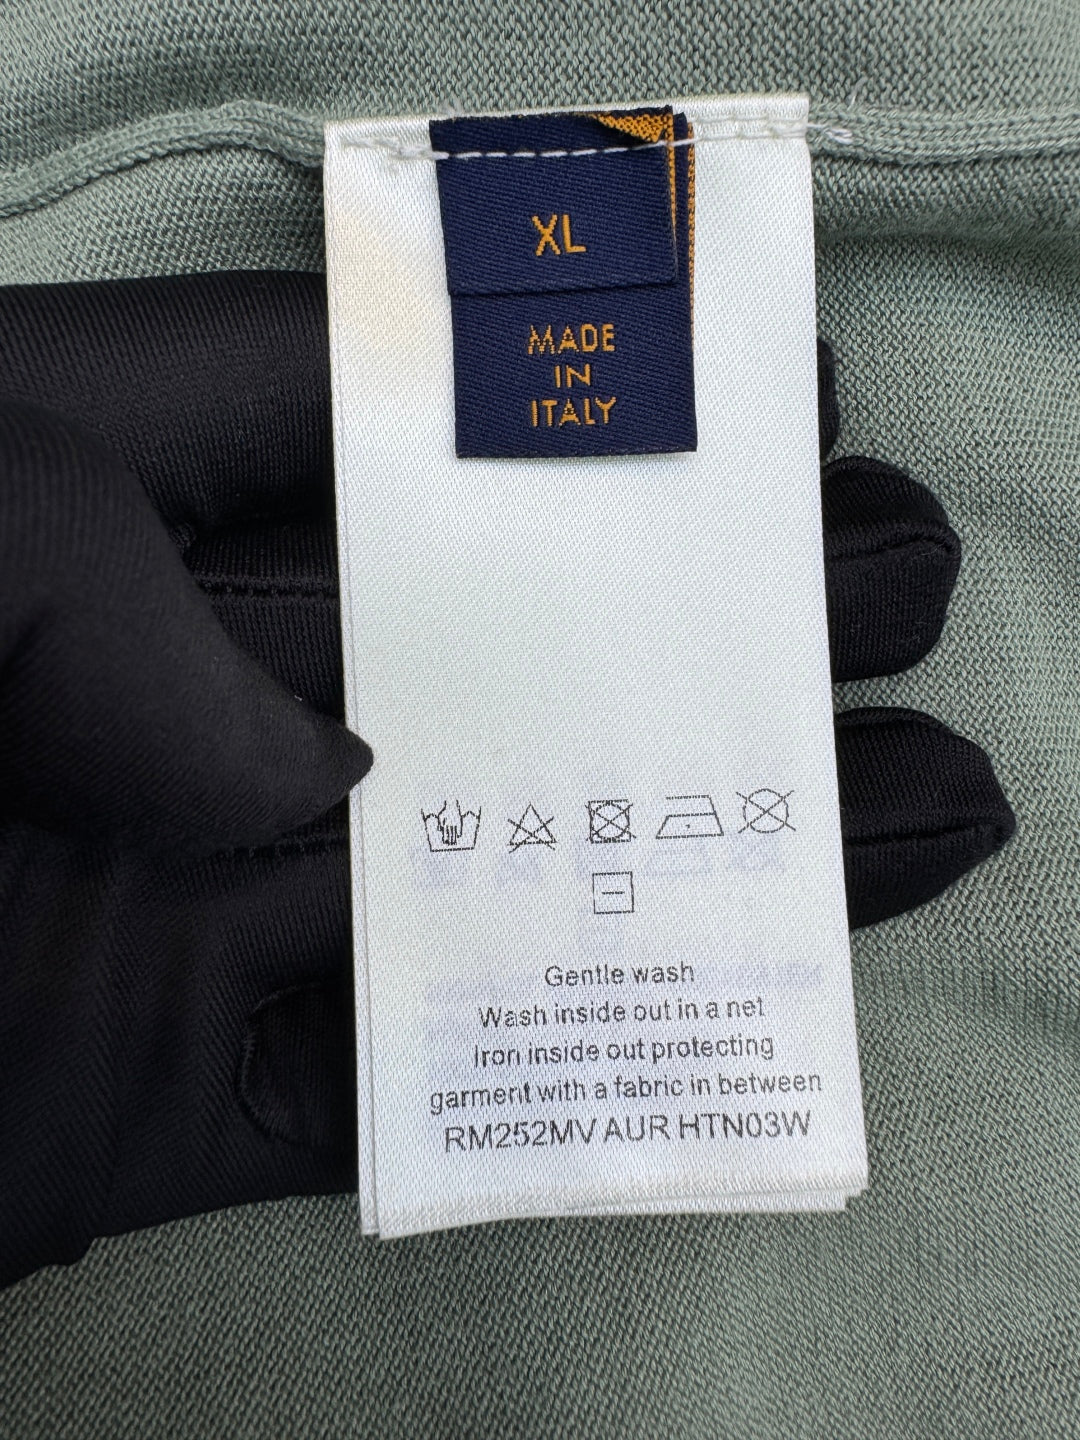 XL
MADE
IN
ITALY
Gentle wash
Wash inside out in a net
Iron inside out protecting
garment with a fabric in between
RM252MV AUR HTN03W